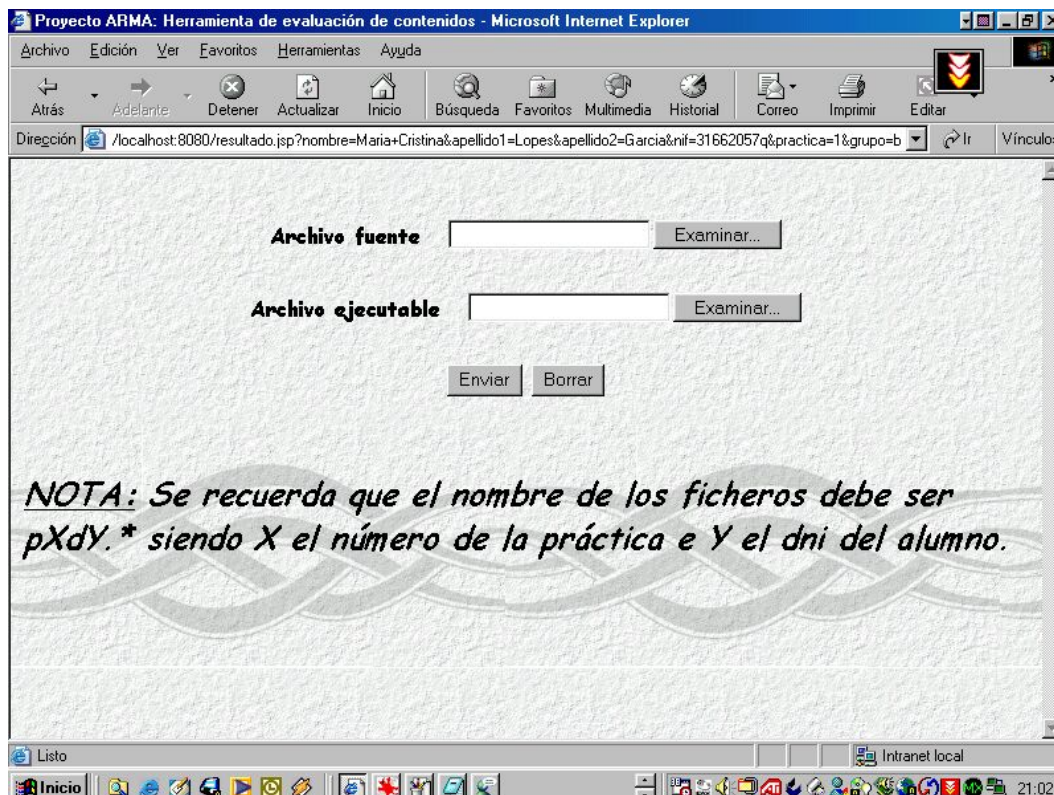 Proyecto ARMA: Herramienta de evaluación de contenidos - Microsoft Internet Explorer
Archivo Edición Ver Favoritos Herramientas Ayuda
Atrás Adelante Detener Actualizar Inicio Búsqueda Favoritos Multimedia Historial Correo Imprimir Editar
Dirección /localhost:8080/resultado.jsp?nombre=Maria+Cristina&apellido1=Lopes&apellido2=Garcia&nif=31662057q&practica=1&grupo=b Ir Vínculos
Archivo fuente Examinar...
Archivo ejecutable Examinar...
Enviar Borrar
NOTA: Se recuerda que el nombre de los ficheros debe ser
pXdY.* siendo X el número de la práctica e Y el dni del alumno.
Listo Intranet local
Inicio 21:02